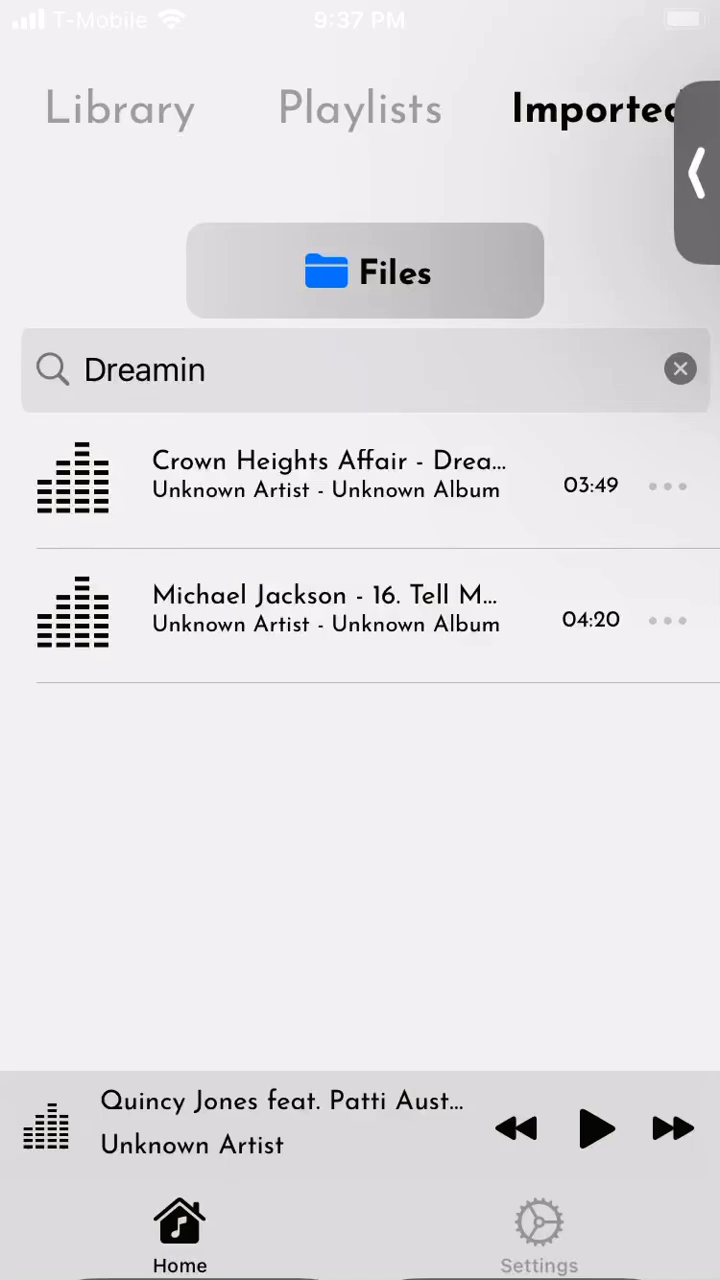 T-Mobile 9:37 PM
Library Playlists Imported
Files
Dreamin
Crown Heights Affair - Drea...
Unknown Artist - Unknown Album
03:49
Michael Jackson - 16. Tell M...
Unknown Artist - Unknown Album
04:20
Quincy Jones feat. Patti Aust...
Unknown Artist
Home Settings